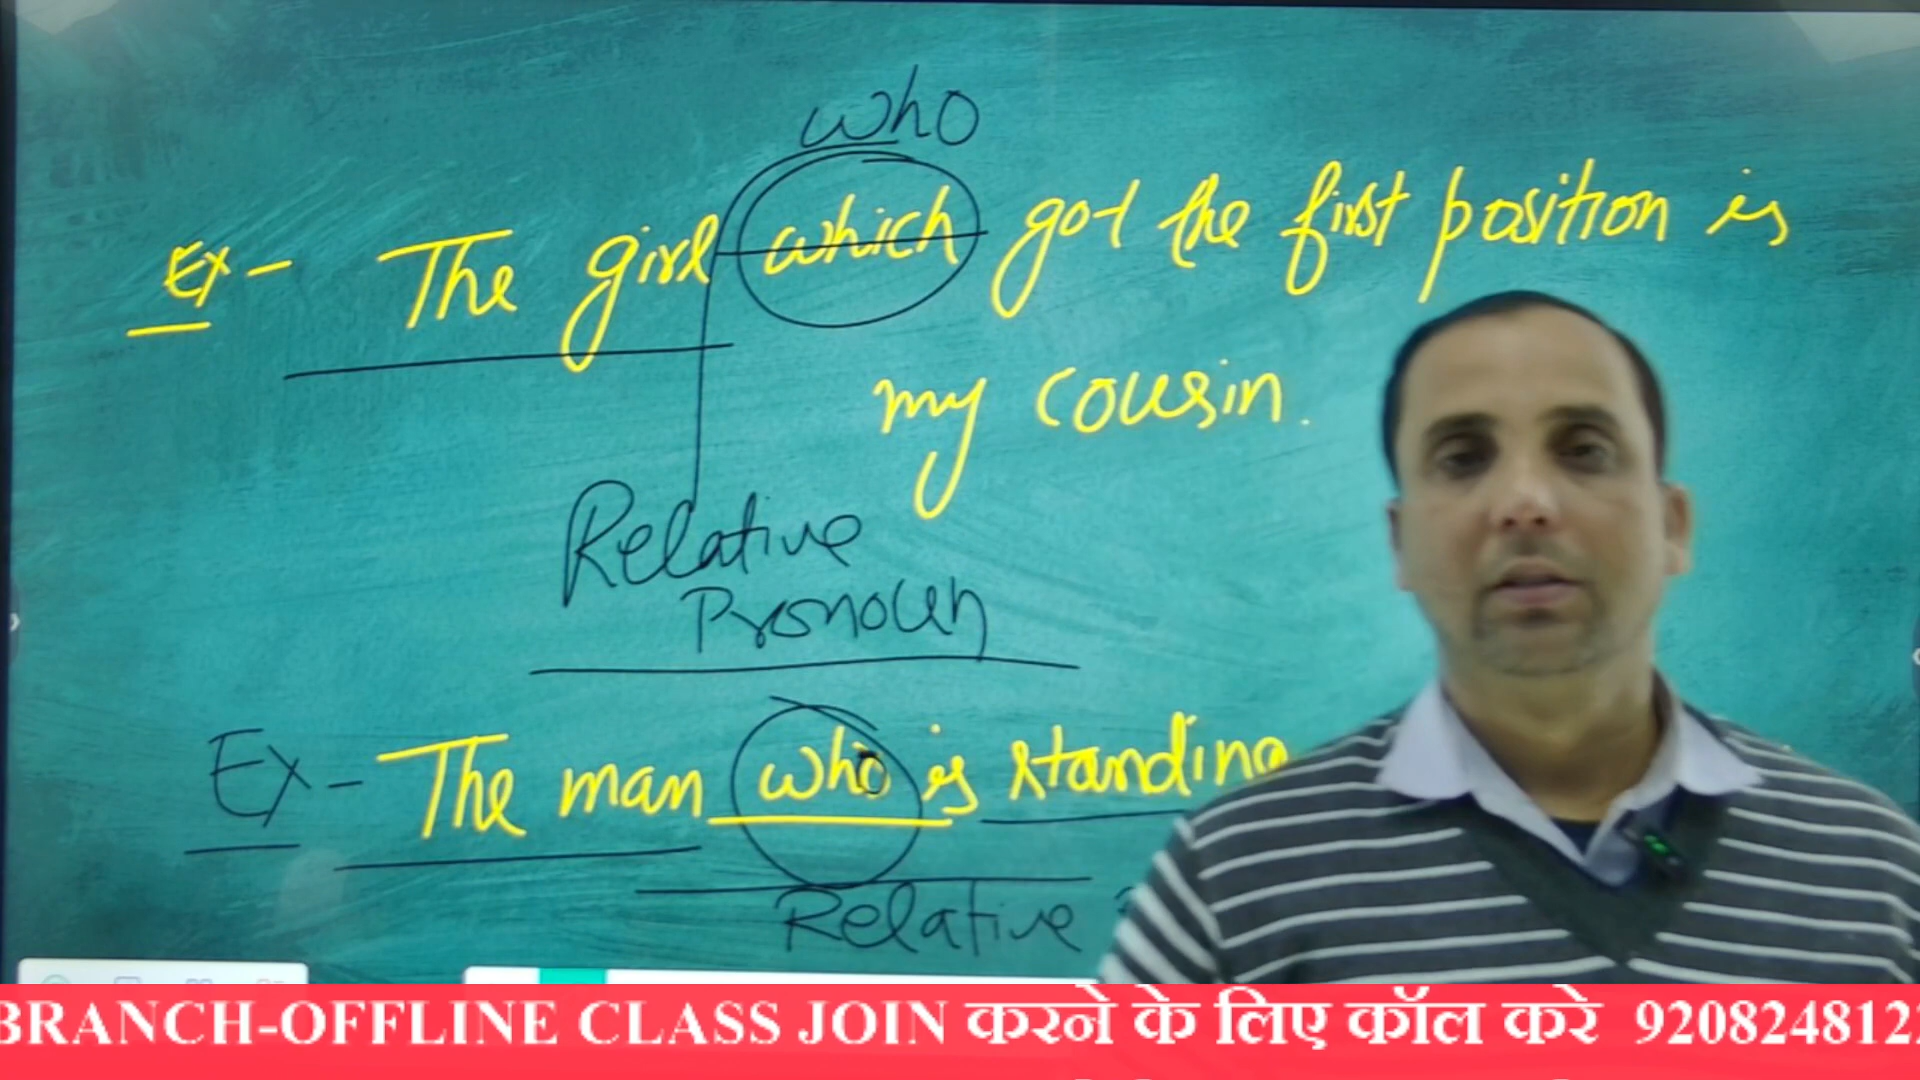 who
Ex- The girl which got the first position is
my cousin.
Relative
Pronoun
Ex- The man who is standing
Relative
BRANCH-OFFLINE CLASS JOIN करने के लिए कॉल करे 920824812